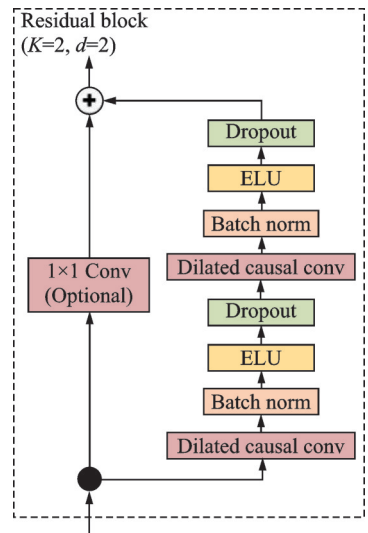 Residual block
(K=2, d=2)
Dropout
ELU
Batch norm
Dilated causal conv
1×1 Conv
(Optional)
Dropout
ELU
Batch norm
Dilated causal conv